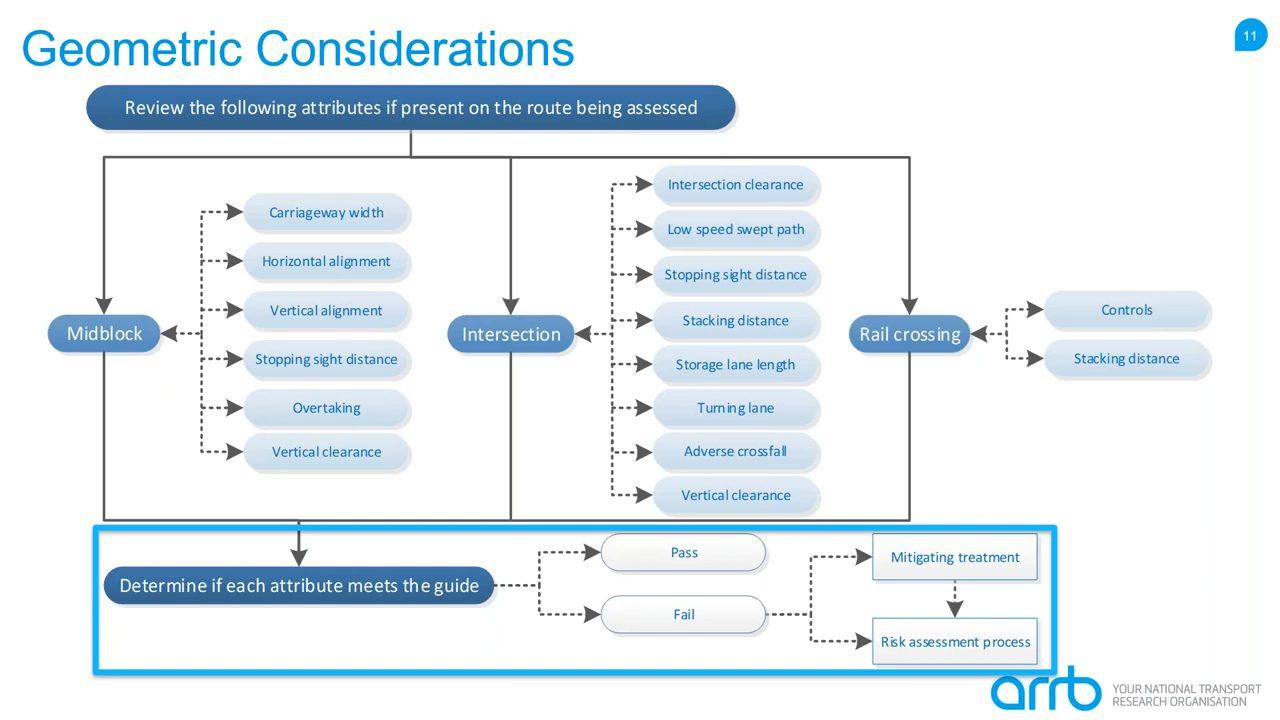 Geometric Considerations
11
Review the following attributes if present on the route being assessed
Midblock
Carriageway width
Horizontal alignment
Vertical alignment
Stopping sight distance
Overtaking
Vertical clearance
Intersection
Intersection clearance
Low speed swept path
Stopping sight distance
Stacking distance
Storage lane length
Turning lane
Adverse crossfall
Vertical clearance
Rail crossing
Controls
Stacking distance
Determine if each attribute meets the guide
Pass
Fail
Mitigating treatment
Risk assessment process
arrb
YOUR NATIONAL TRANSPORT
RESEARCH ORGANISATION